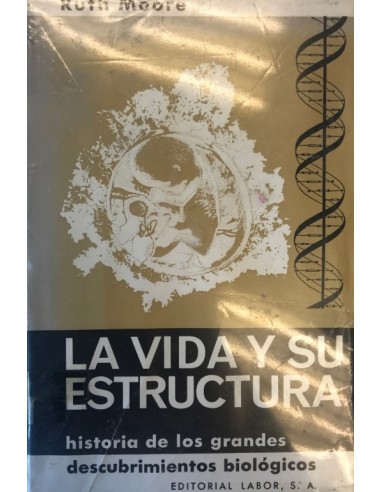 Ruth Moore
LA VIDA Y SU
ESTRUCTURA
historia de los grandes
descubrimientos biológicos
EDITORIAL LABOR, S. A.